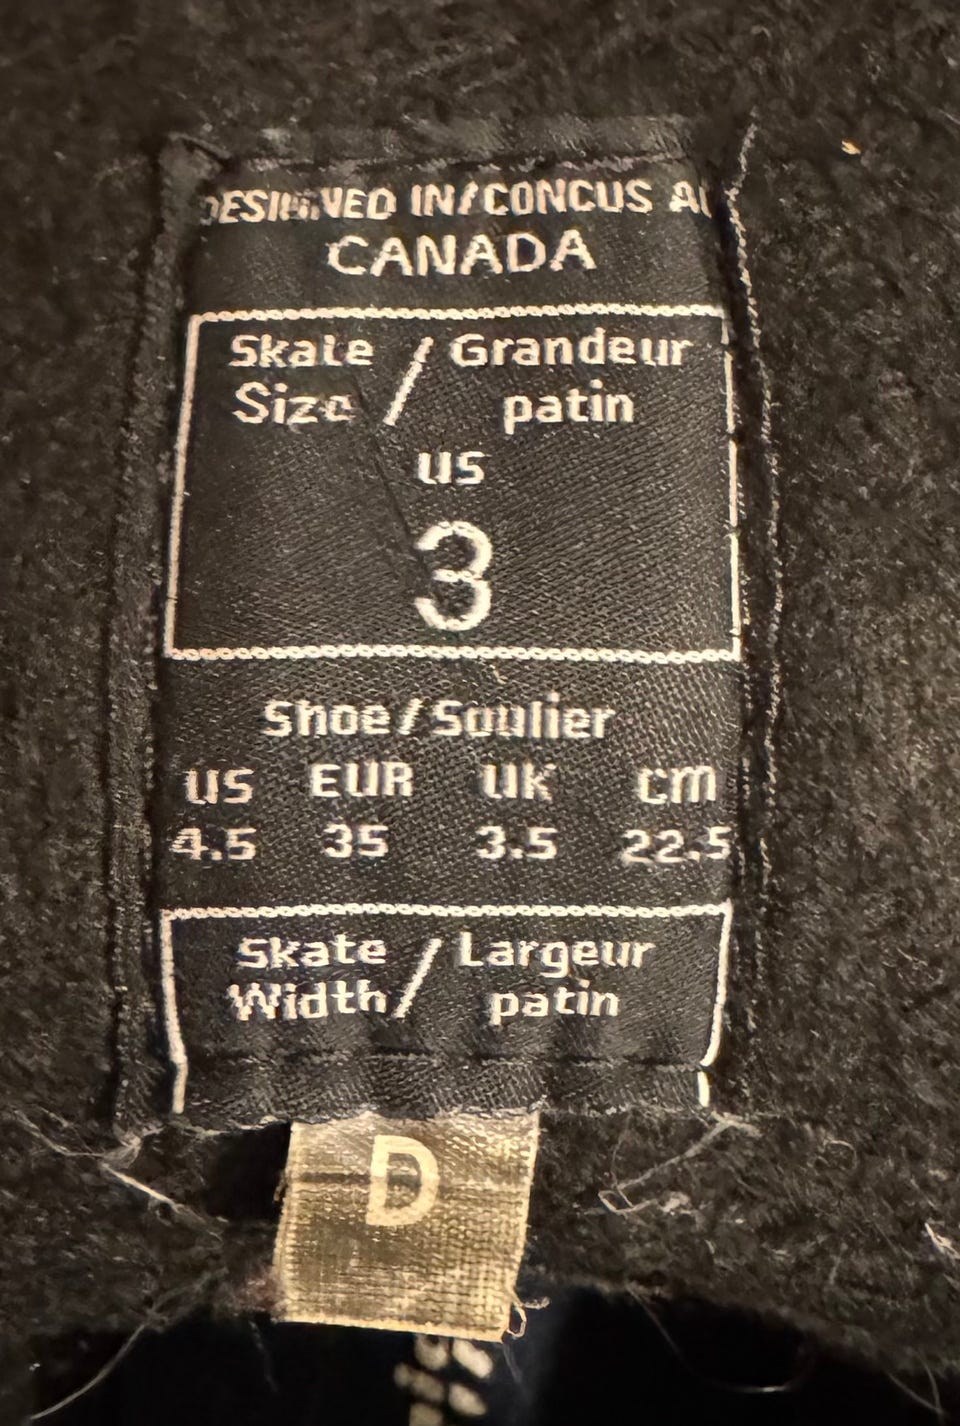 DESIGNED IN/CONCUS AU
CANADA
Skate / Grandeur
Size patin
US
3
Shoe/Soulier
US EUR UK cm
4.5 35 3.5 22.5
Skate / Largeur
Width patin
D